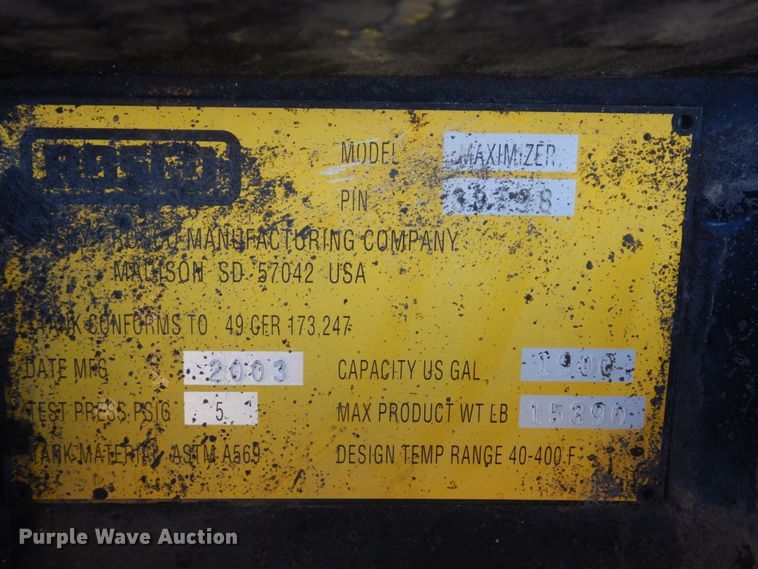 ROSCO
MODEL MAXIMIZER
PIN
ROSCO MANUFACTURING COMPANY
MADISON SD 57042 USA
TANK CONFORMS TO 49 CFR 173,247
DATE MFG 2003 CAPACITY US GAL
TEST PRESS PSIG 5 MAX PRODUCT WT LB 15390
TANK MATERIAL ASTM A569 DESIGN TEMP RANGE 40-400 F
Purple Wave Auction